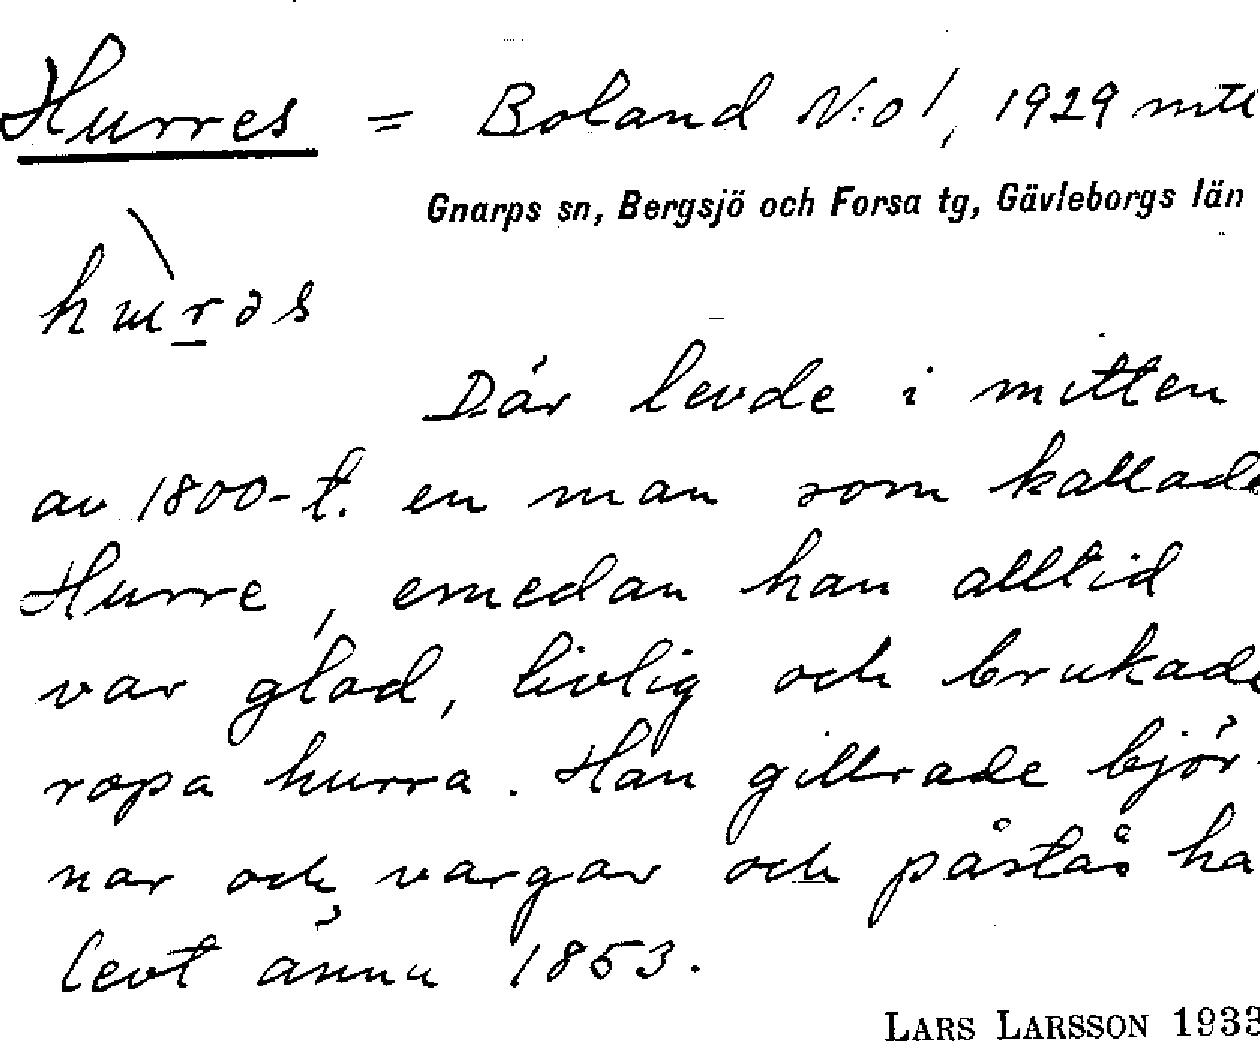 Hurres = Boland N:o 1, 1929 mtl
Gnarps sn, Bergsjö och Forsa tg, Gävleborgs län
Där levde i mitten
av 1800-t. en man som kallade
Hurre, emedan han alltid
var glad, livlig och brukade
ropa hurra. Han gillrade björ-
nar och vargar och påstås ha
levt ännu 1853.
LARS LARSSON 1933